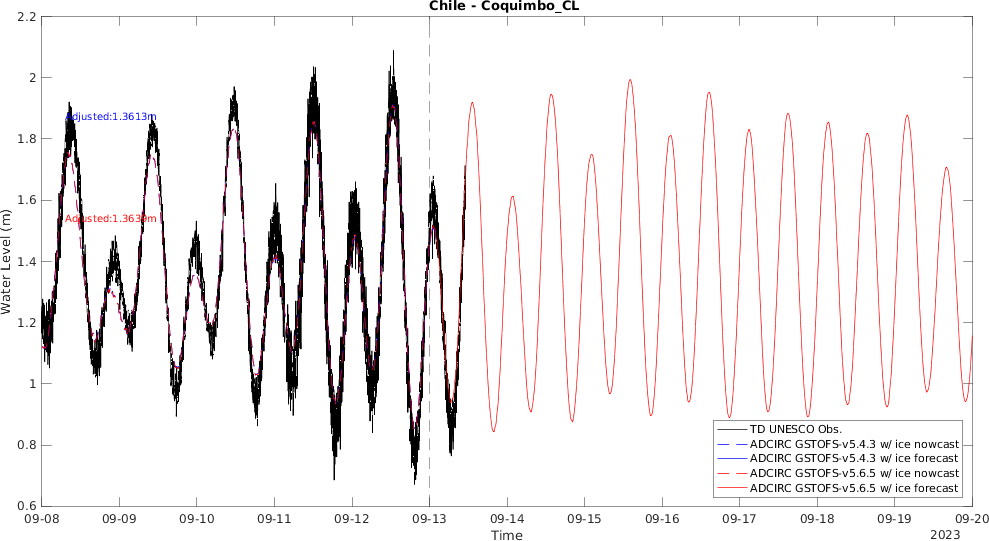 Chile - Coquimbo_CL
2.2
2
1.8
1.6
1.4
1.2
1
0.8
0.6
Water Level (m)
Adjusted:1.3613m
Adjusted:1.3639m
TD UNESCO Obs.
ADCIRC GSTOFS-v5.4.3 w/ ice nowcast
ADCIRC GSTOFS-v5.4.3 w/ ice forecast
ADCIRC GSTOFS-v5.6.5 w/ ice nowcast
ADCIRC GSTOFS-v5.6.5 w/ ice forecast
09-08 09-09 09-10 09-11 09-12 09-13 09-14 09-15 09-16 09-17 09-18 09-19 09-20
Time
2023